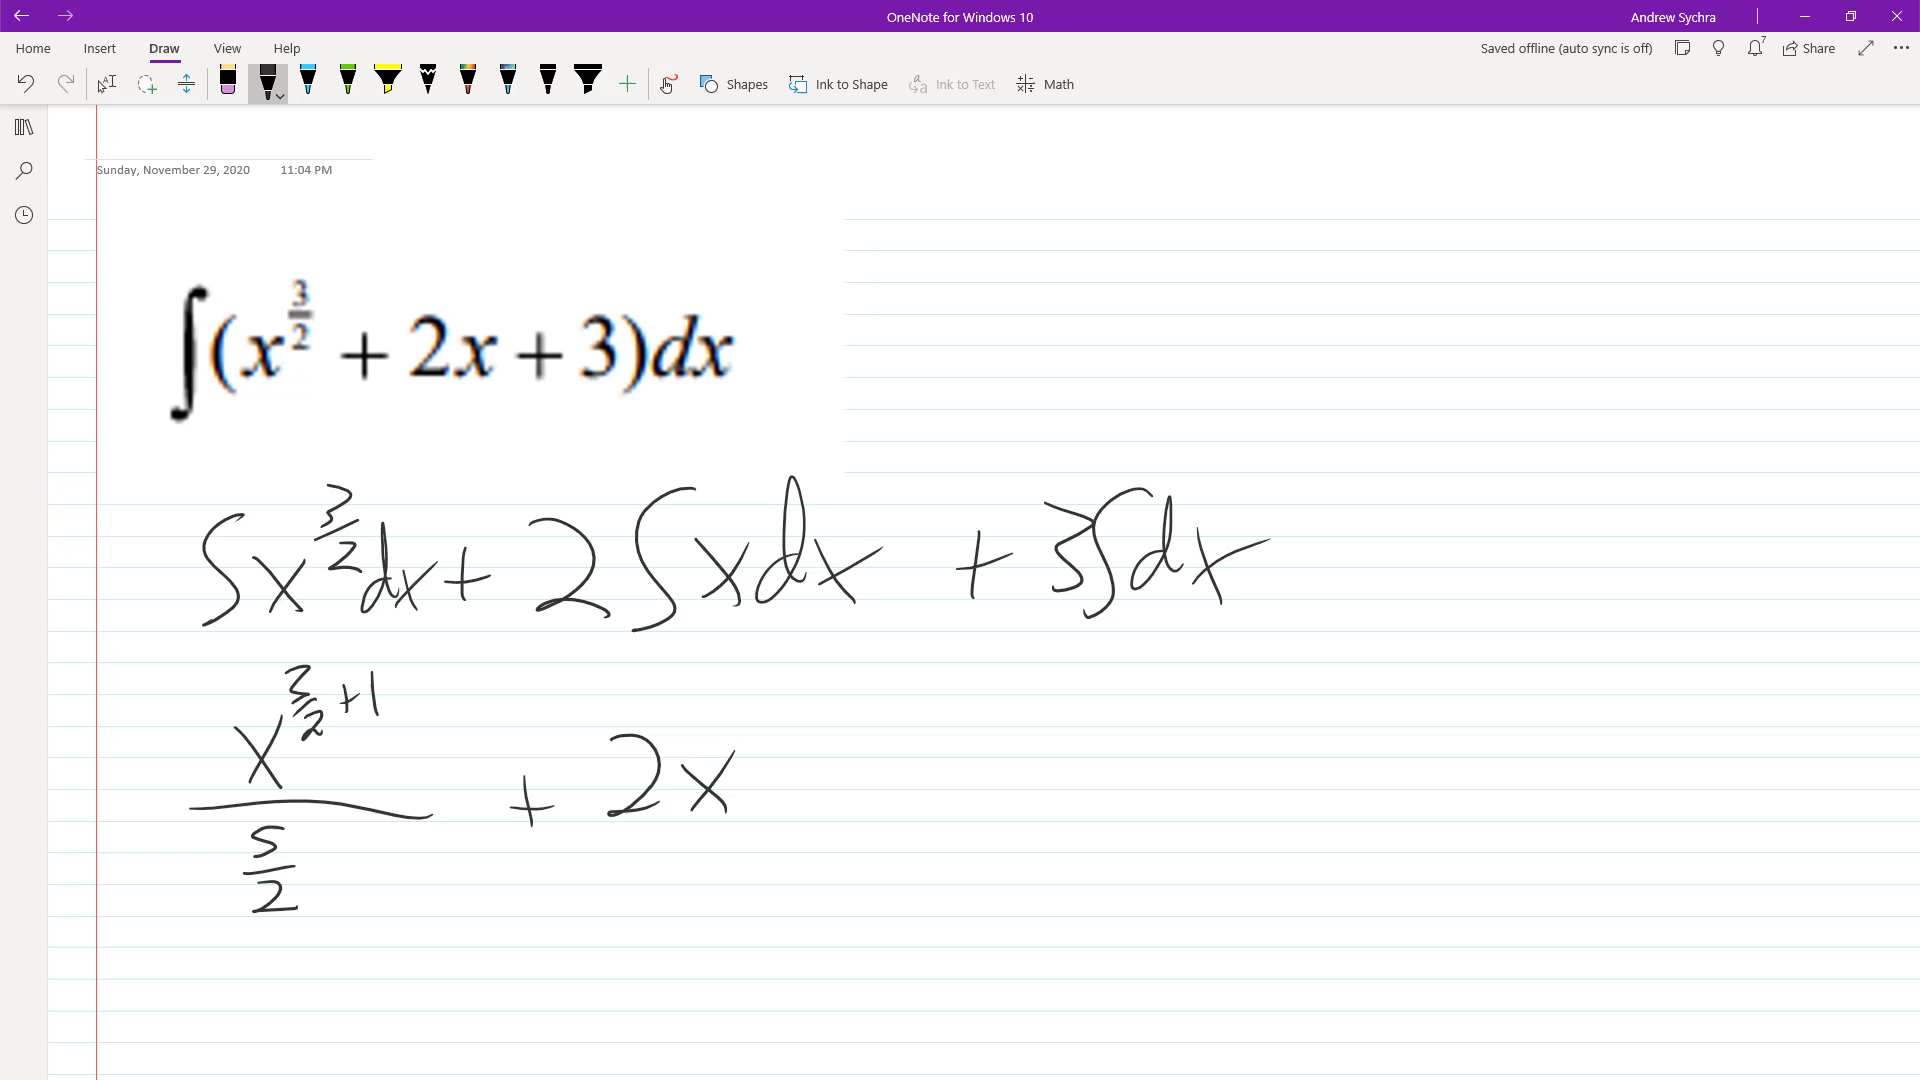 OneNote for Windows 10
Andrew Sychra
Home Insert Draw View Help
Saved offline (auto sync is off)
7
Share
Shapes
Ink to Shape
Ink to Text
Math
Sunday, November 29, 2020 11:04 PM
∫(x^{3/2} + 2x + 3)dx
∫x^{3/2}dx + 2∫xdx + 3∫dx
x^{3/2 +1} / (5/2) + 2x